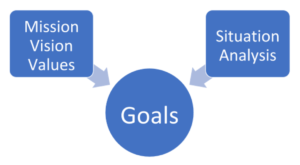 Mission
Vision
Values
Situation
Analysis
Goals